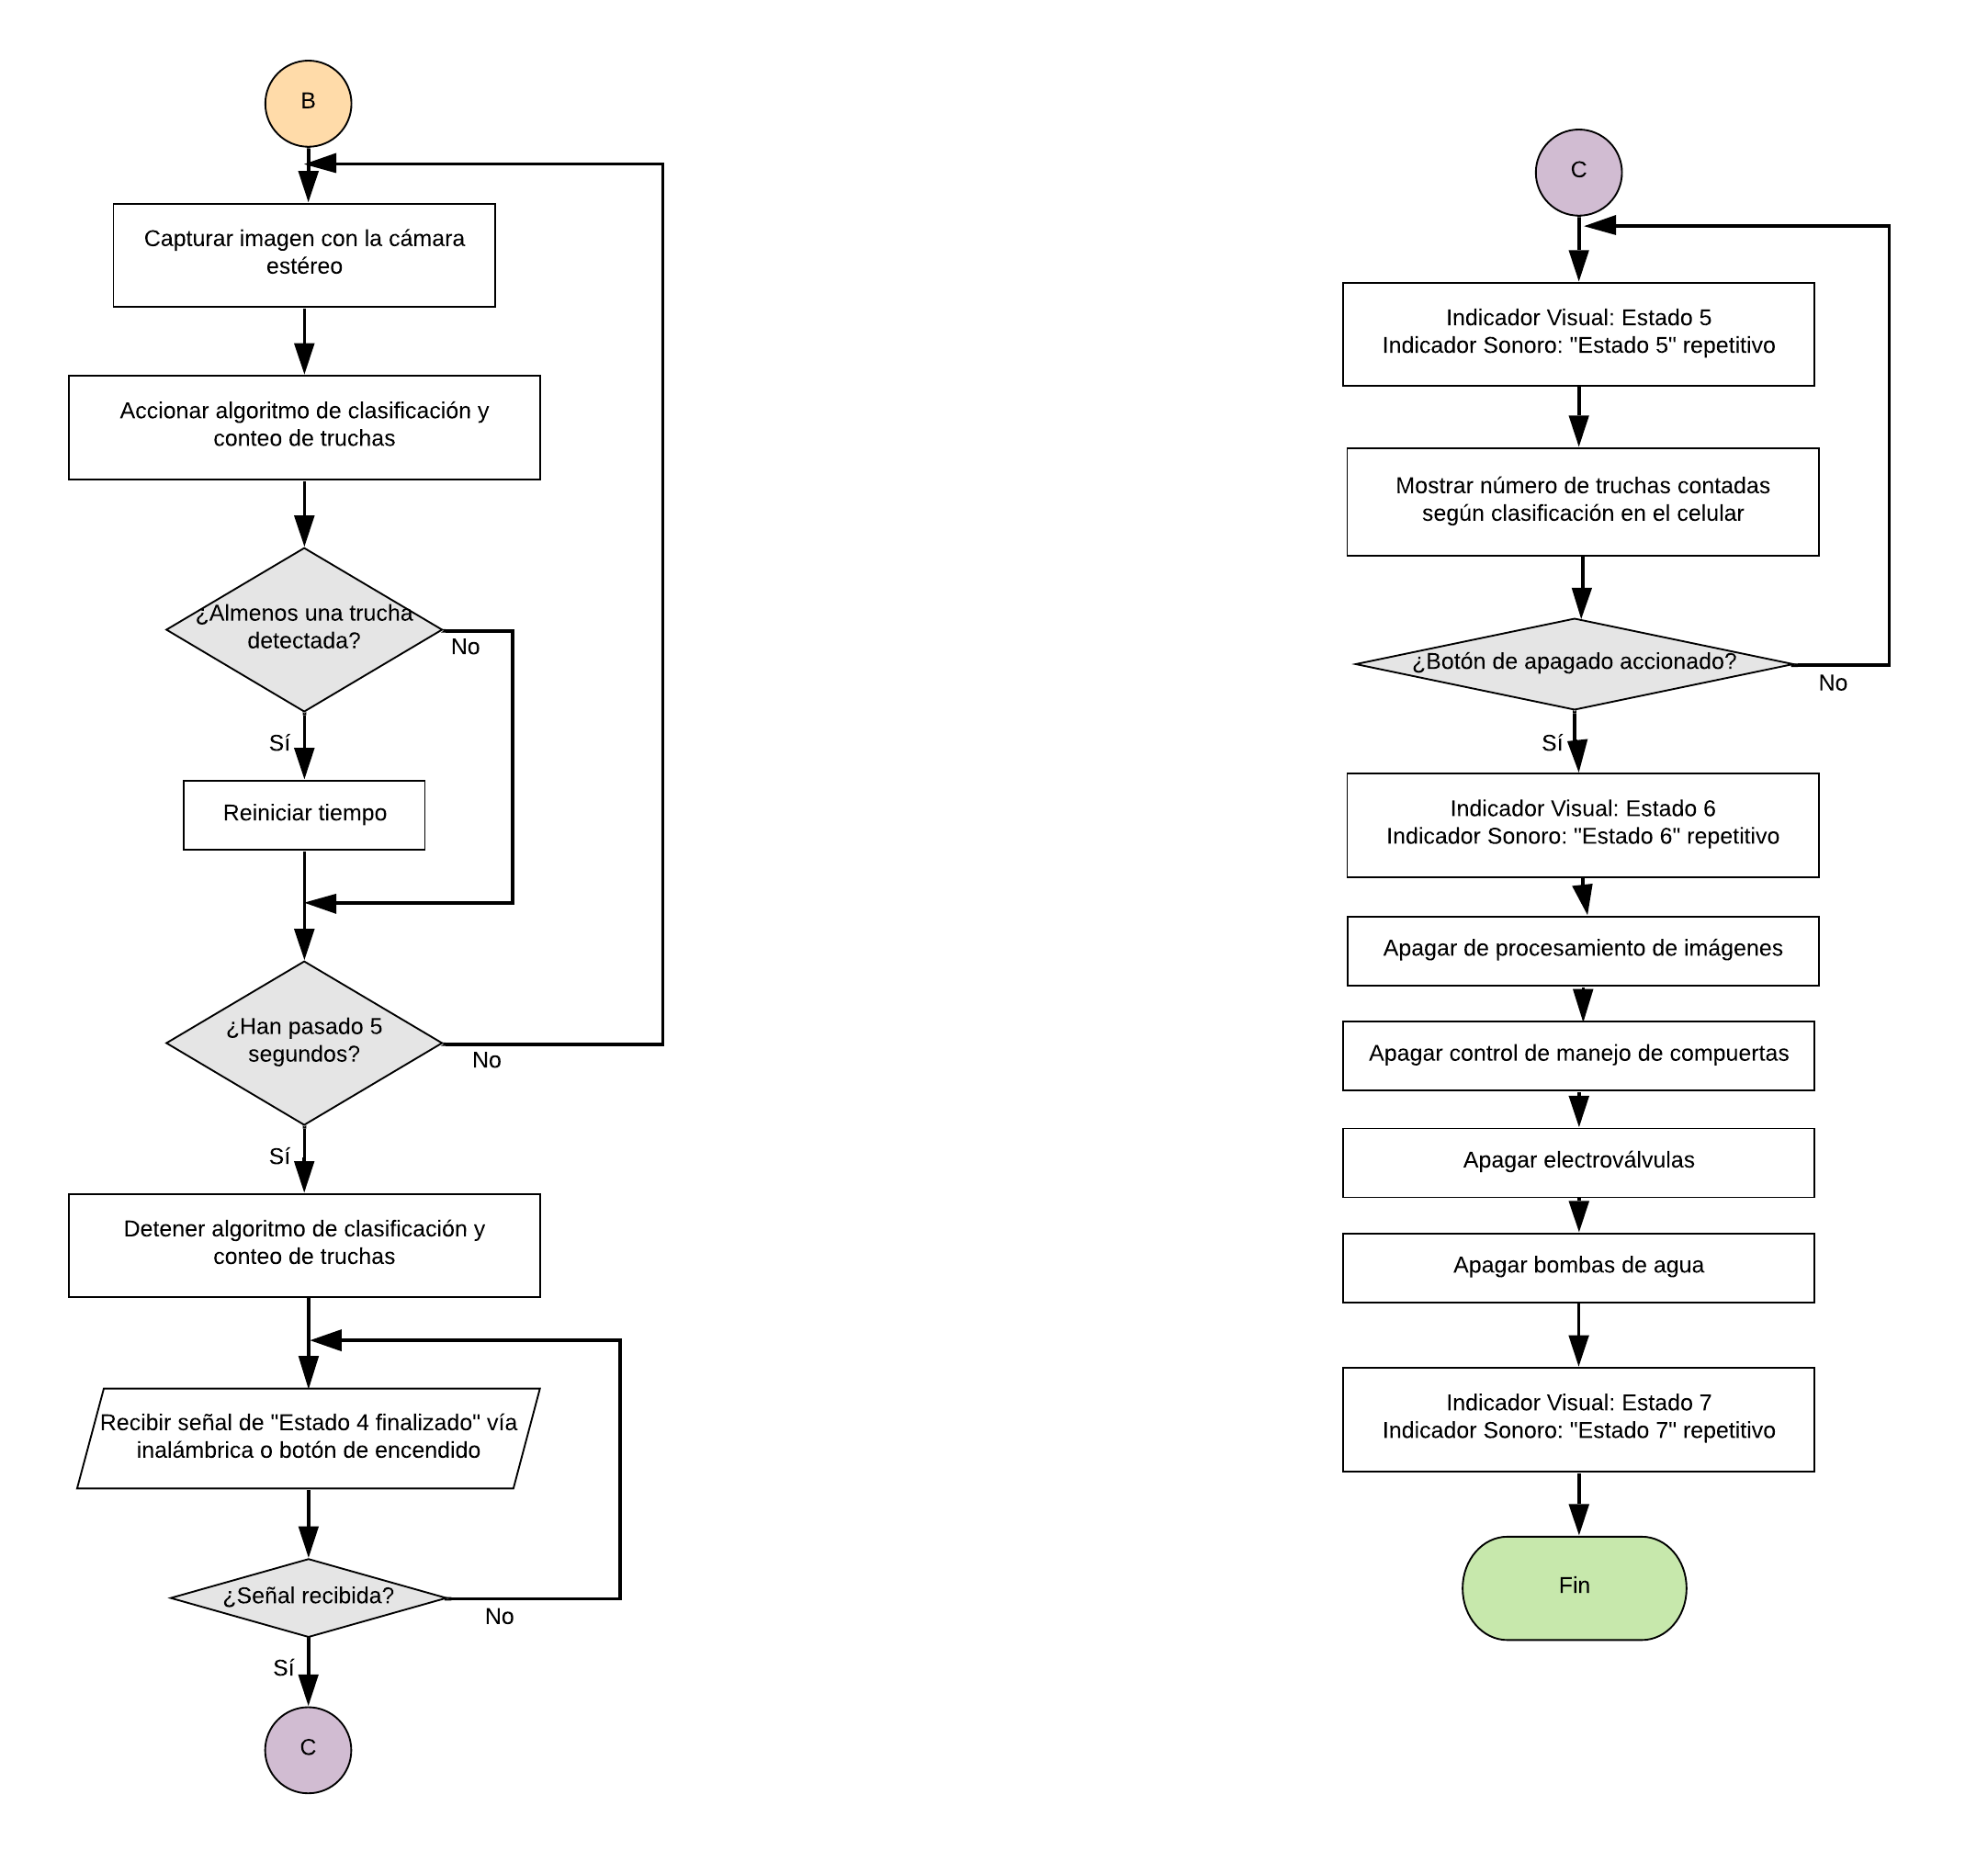 B
Capturar imagen con la cámara
estéreo
Accionar algoritmo de clasificación y
conteo de truchas
¿Almenos una trucha
detectada?
No
Sí
Reiniciar tiempo
¿Han pasado 5
segundos?
No
Sí
Detener algoritmo de clasificación y
conteo de truchas
Recibir señal de "Estado 4 finalizado" vía
inalámbrica o botón de encendido
¿Señal recibida?
No
Sí
C
C
Indicador Visual: Estado 5
Indicador Sonoro: "Estado 5" repetitivo
Mostrar número de truchas contadas
según clasificación en el celular
¿Botón de apagado accionado?
No
Sí
Indicador Visual: Estado 6
Indicador Sonoro: "Estado 6" repetitivo
Apagar de procesamiento de imágenes
Apagar control de manejo de compuertas
Apagar electroválvulas
Apagar bombas de agua
Indicador Visual: Estado 7
Indicador Sonoro: "Estado 7" repetitivo
Fin